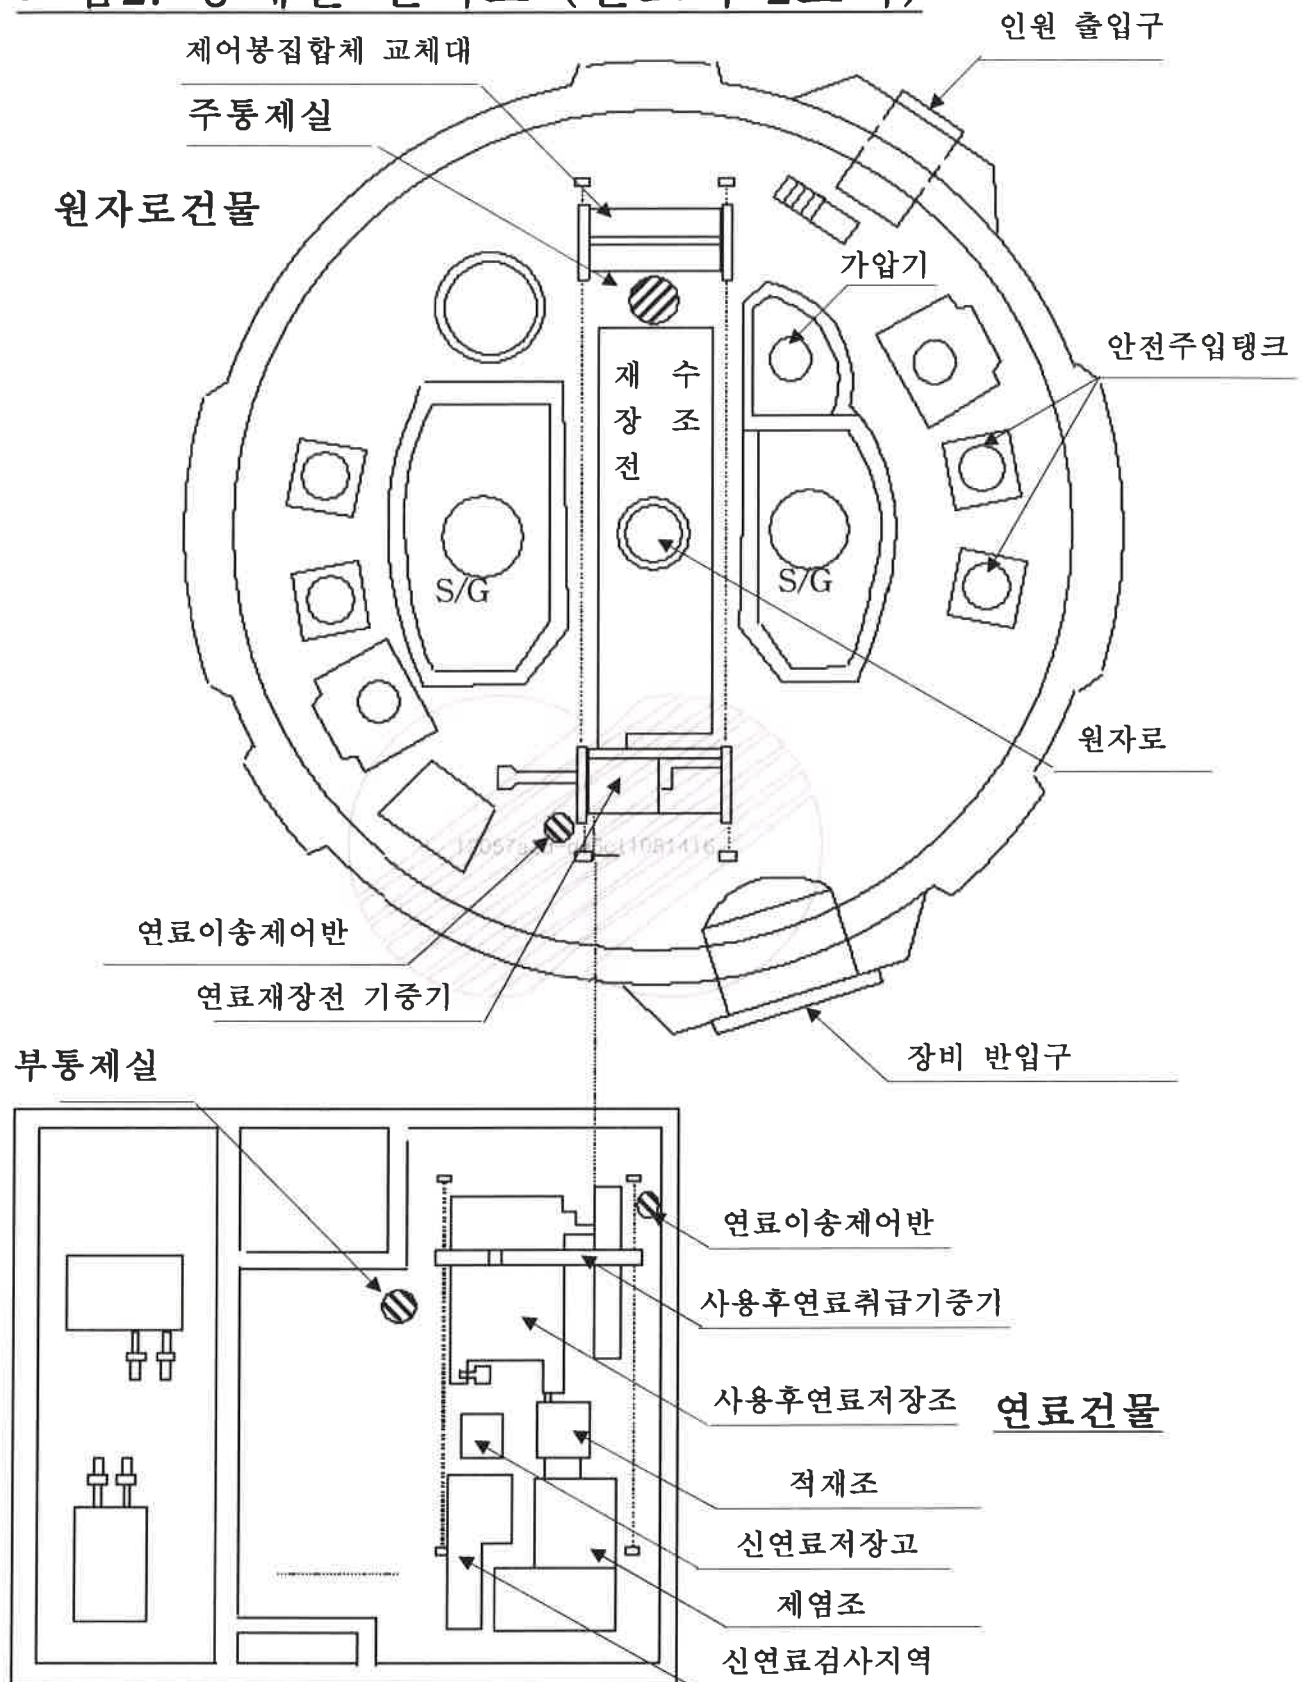 인원 출입구
제어봉집합체 교체대
주통제실
원자로건물
가압기
안전주입탱크
재 수
장 조
전
S/G
S/G
원자로
연료이송제어반
연료재장전 기중기
장비 반입구
부통제실
연료이송제어반
사용후연료취급기중기
사용후연료저장조
연료건물
적재조
신연료저장고
제염조
신연료검사지역